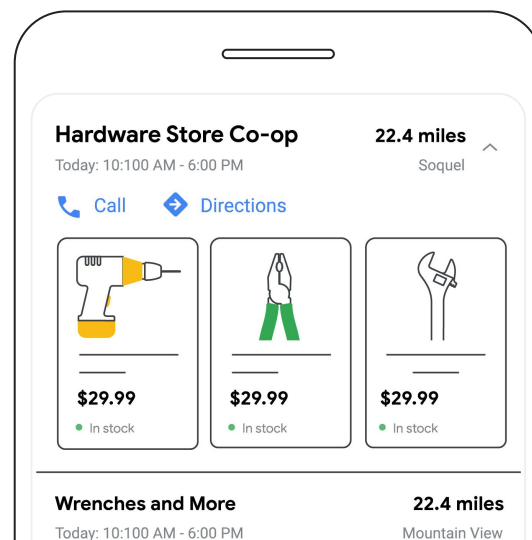 Hardware Store Co-op 22.4 miles
Today: 10:100 AM - 6:00 PM Soquel
Call Directions
$29.99 $29.99 $29.99
In stock In stock In stock
Wrenches and More 22.4 miles
Today: 10:100 AM - 6:00 PM Mountain View